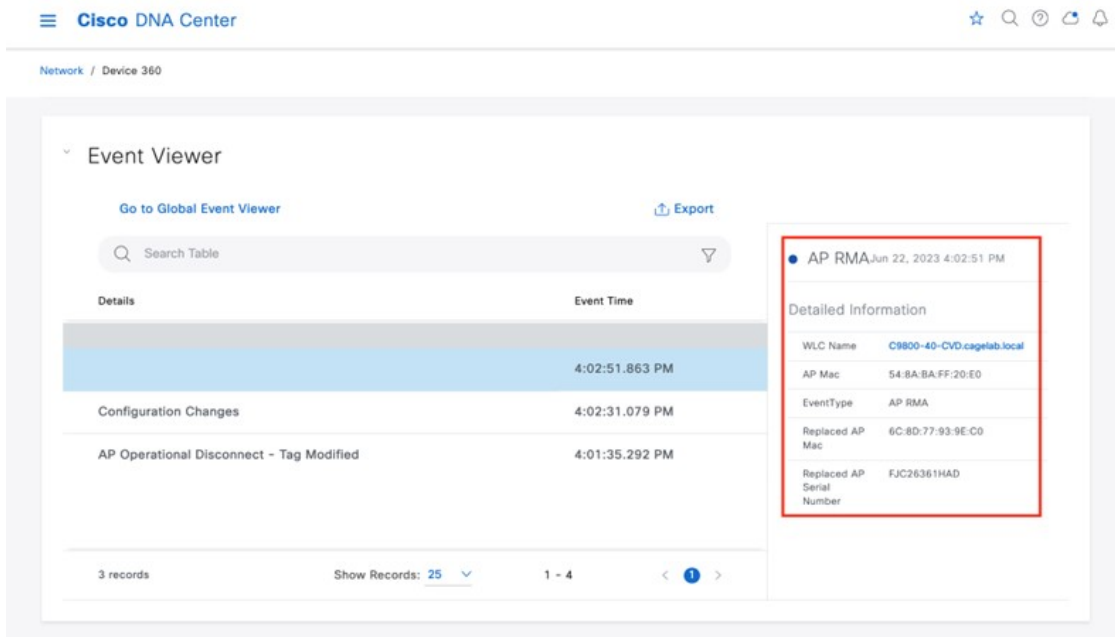 Cisco DNA Center
Network / Device 360
Event Viewer
Go to Global Event Viewer
Export
Search Table
Details Event Time
4:02:51.863 PM
Configuration Changes 4:02:31.079 PM
AP Operational Disconnect - Tag Modified 4:01:35.292 PM
3 records Show Records: 25 1 - 4 < 1 >
AP RMA Jun 22, 2023 4:02:51 PM
Detailed Information
WLC Name C9800-40-CVD.cagelab.local
AP Mac 54:8A:BA:FF:20:E0
EventType AP RMA
Replaced AP 6C:8D:77:93:9E:C0
Mac
Replaced AP FJC26361HAD
Serial
Number